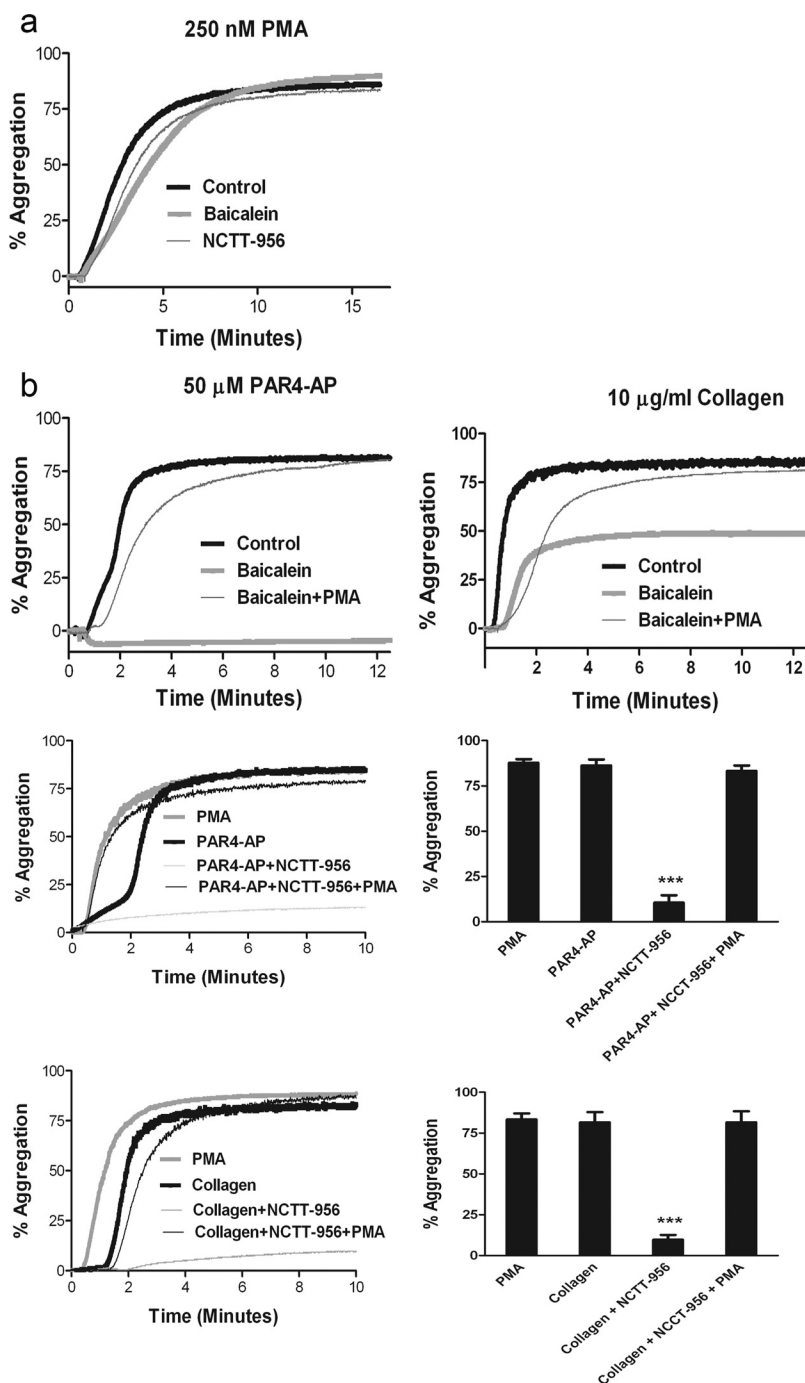 a
250 nM PMA
% Aggregation
100
75
50
25
0
Control
Baicalein
NCTT-956
0 5 10 15
Time (Minutes)
b
50 μM PAR4-AP
% Aggregation
100
75
50
25
0
Control
Baicalein
Baicalein+PMA
0 2 4 6 8 10 12
Time (Minutes)
10 μg/ml Collagen
% Aggregation
100
75
50
25
0
Control
Baicalein
Baicalein+PMA
2 4 6 8 10 12
Time (Minutes)
% Aggregation
100
75
50
25
0
PMA
PAR4-AP
PAR4-AP+NCTT-956
PAR4-AP+NCTT-956+PMA
0 2 4 6 8 10
Time (Minutes)
% Aggregation
100
75
50
25
0
***
PMA
PAR4-AP
PAR4-AP+NCTT-956
PAR4-AP+ NCCT-956+ PMA
% Aggregation
100
75
50
25
0
PMA
Collagen
Collagen+NCTT-956
Collagen+NCTT-956+PMA
0 2 4 6 8 10
Time (Minutes)
% Aggregation
100
75
50
25
0
***
PMA
Collagen
Collagen + NCTT-956
Collagen + NCCT-956 + PMA